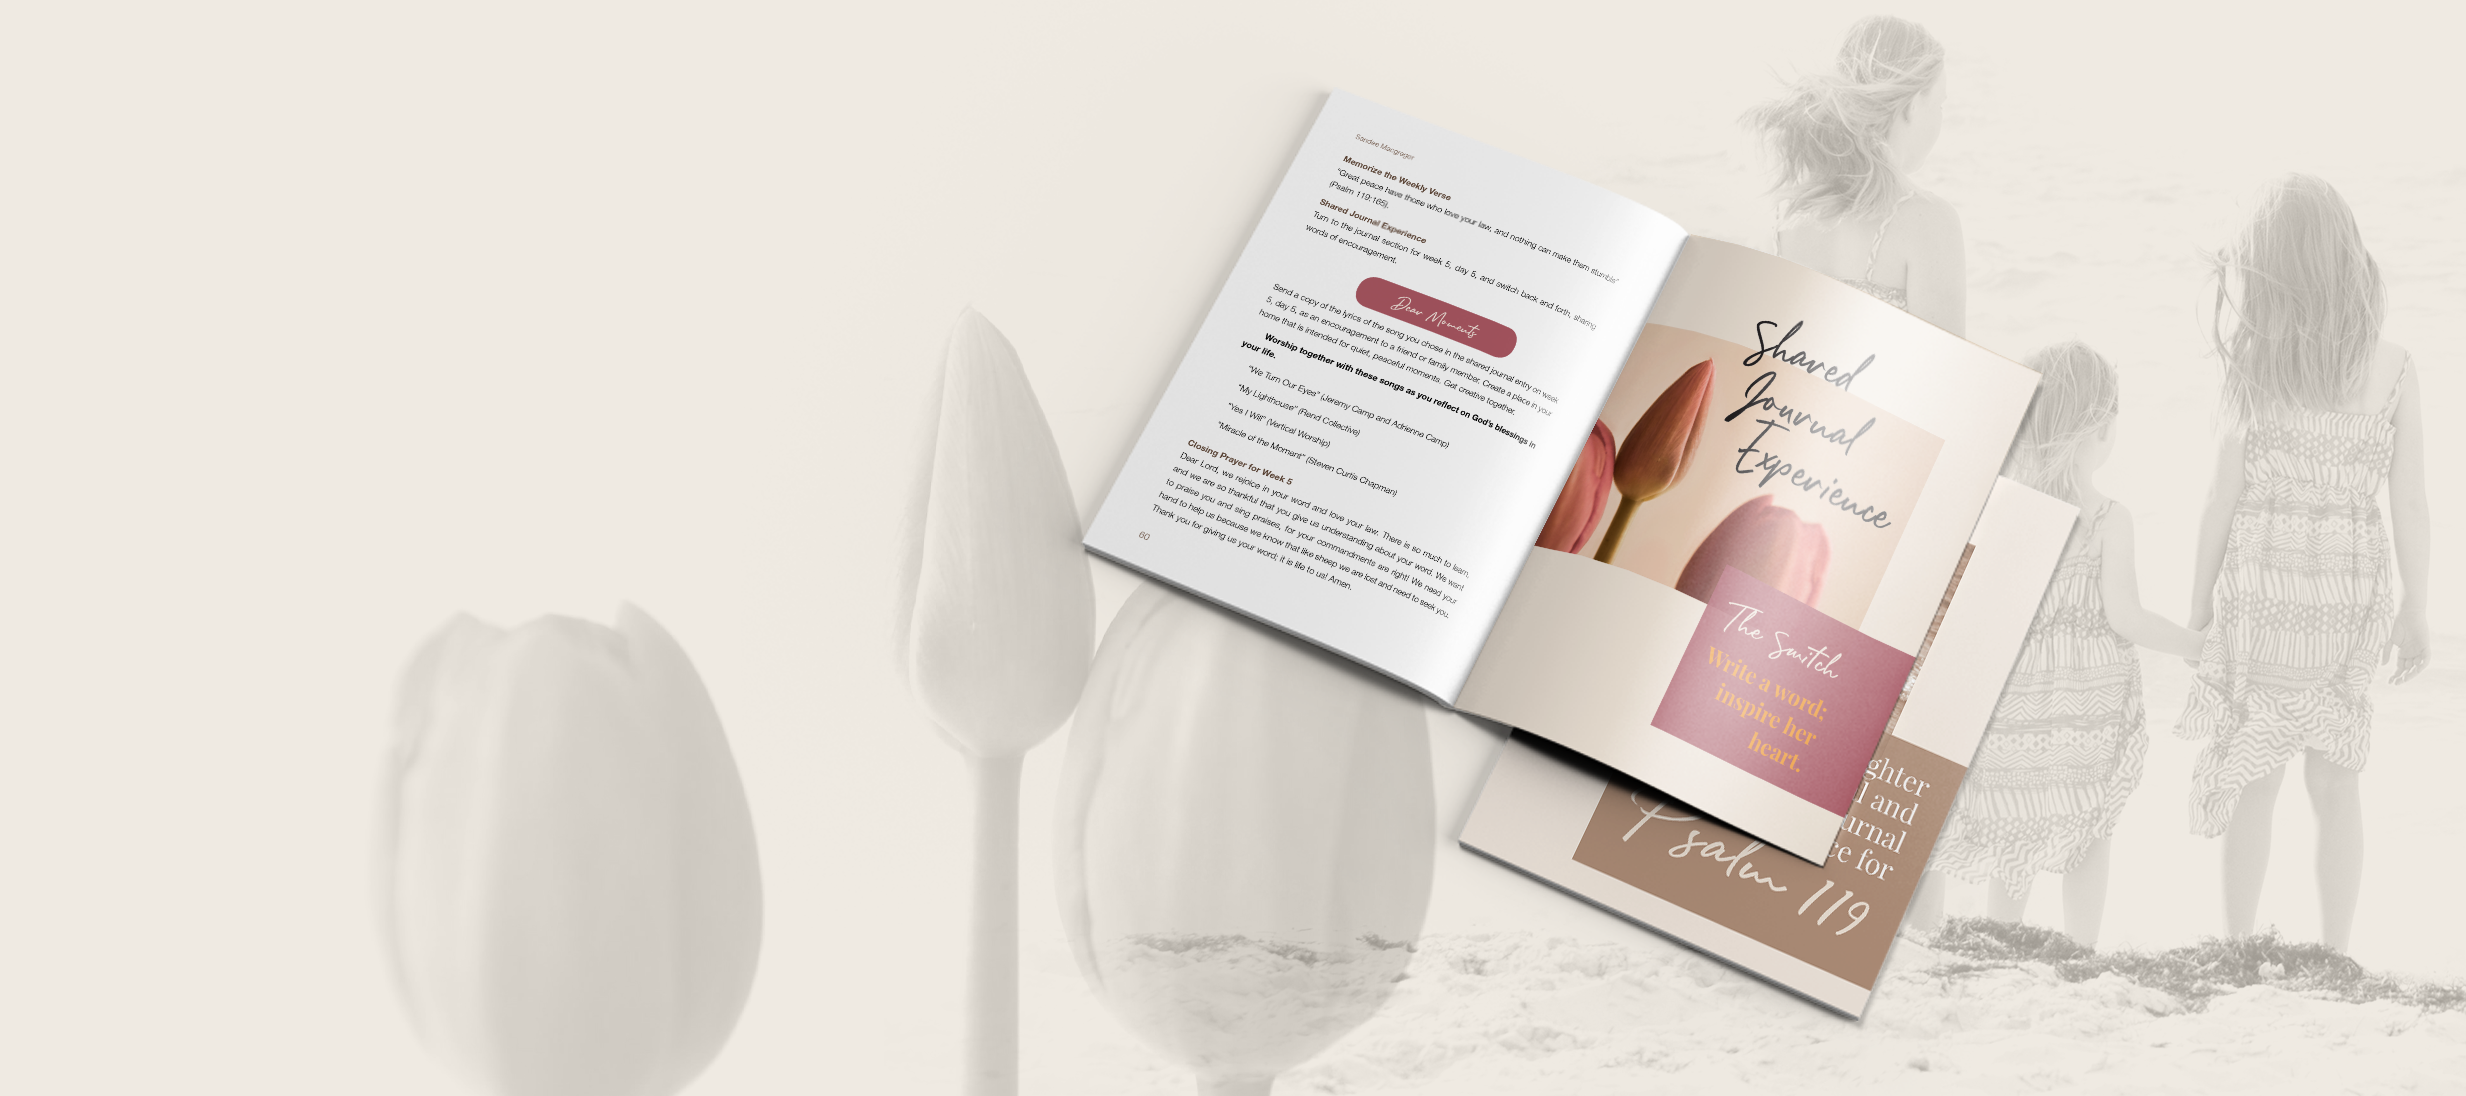 Sandee Macgregor
Memorize the Weekly Verse
"Great peace have those who love your law, and nothing can make them stumble"
(Psalm 119:165).
Shared Journal Experience
Turn to the journal section for week 5, day 5, and switch back and forth, sharing
words of encouragement.
Dear Moments
Send a copy of the lyrics of the song you chose in the shared journal entry on week
5, day 5, as an encouragement to a friend or family member. Create a place in your
home that is intended for quiet, peaceful moments. Get creative together.
Worship together with these songs as you reflect on God's blessings in
your life.
"We Turn Our Eyes" (Jeremy Camp and Adrienne Camp)
"My Lighthouse" (Rend Collective)
"Yes I Will" (Vertical Worship)
"Miracle of the Moment" (Steven Curtis Chapman)
Closing Prayer for Week 5
Dear Lord, we rejoice in your word and love your law. There is so much to learn,
and we are so thankful that you give us understanding about your word. We want
to praise you and sing praises, for your commandments are right! We need your
hand to help us because we know that like sheep we are lost and need to seek you.
Thank you for giving us your word; it is life to us! Amen.
60
Shared
Journal
Experience
The Switch
Write a word;
inspire her
heart.
ghter
l and
urnal
ce for
Psalm 119